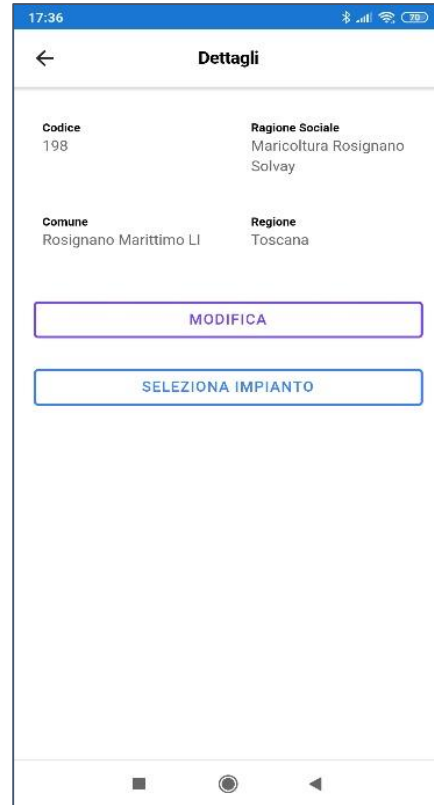 17:36
70
Dettagli
Codice
198
Ragione Sociale
Maricoltura Rosignano
Solvay
Comune
Rosignano Marittimo LI
Regione
Toscana
MODIFICA
SELEZIONA IMPIANTO